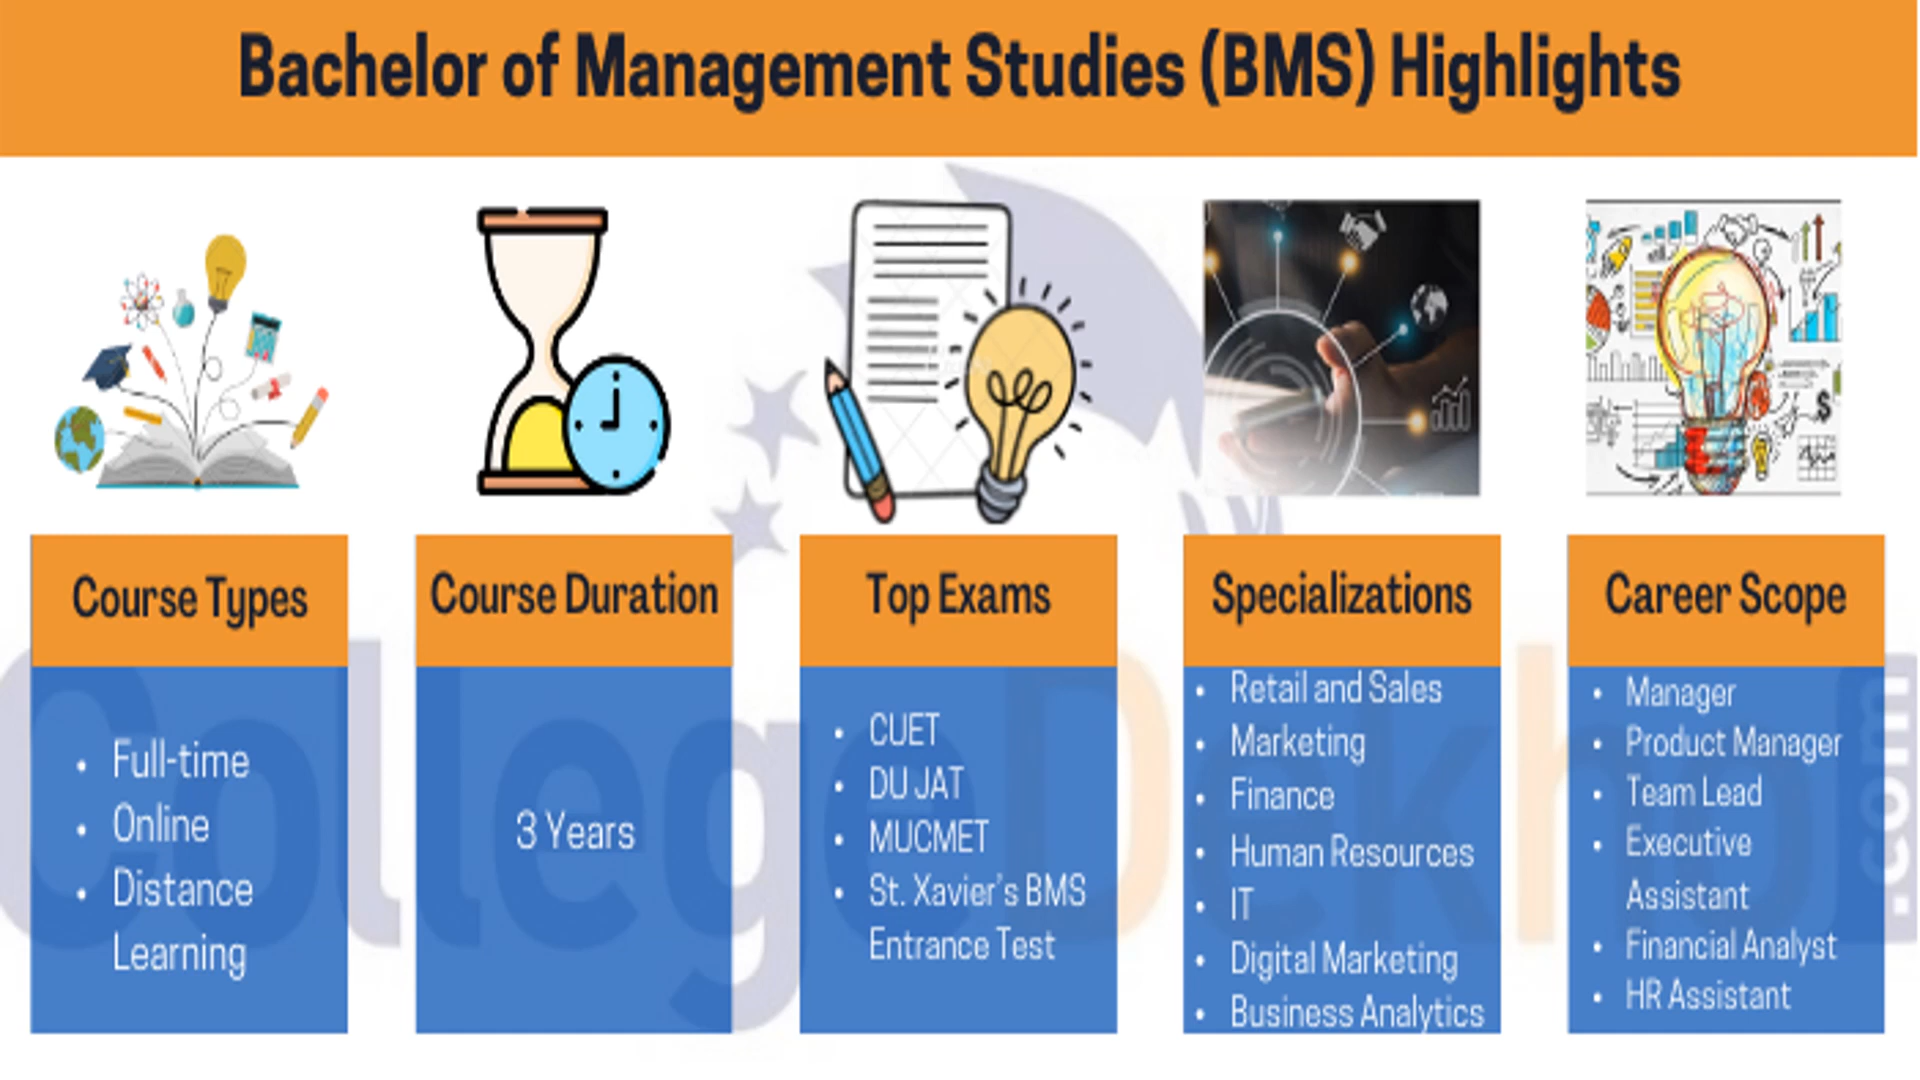 Bachelor of Management Studies (BMS) Highlights
Course Types
Full-time
Online
Distance
Learning
Course Duration
3 Years
Top Exams
CUET
DU JAT
MUCMET
St. Xavier's BMS
Entrance Test
Specializations
Retail and Sales
Marketing
Finance
Human Resources
IT
Digital Marketing
Business Analytics
Career Scope
Manager
Product Manager
Team Lead
Executive
Assistant
Financial Analyst
HR Assistant
CollegeDekho
.com